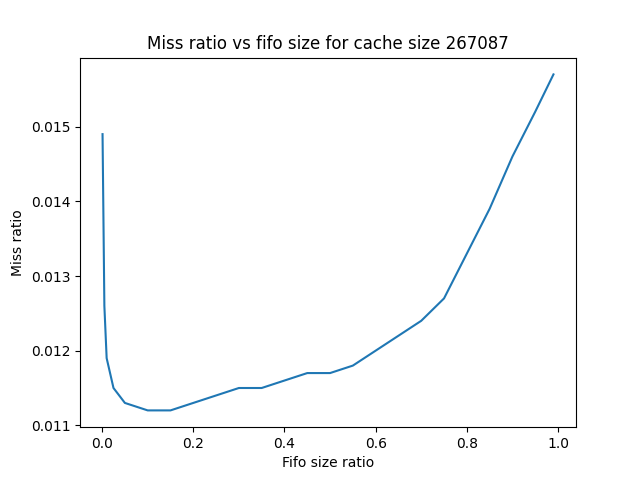 Miss ratio vs fifo size for cache size 267087
0.015
0.014
0.013
0.012
0.011
Miss ratio
0.0 0.2 0.4 0.6 0.8 1.0
Fifo size ratio